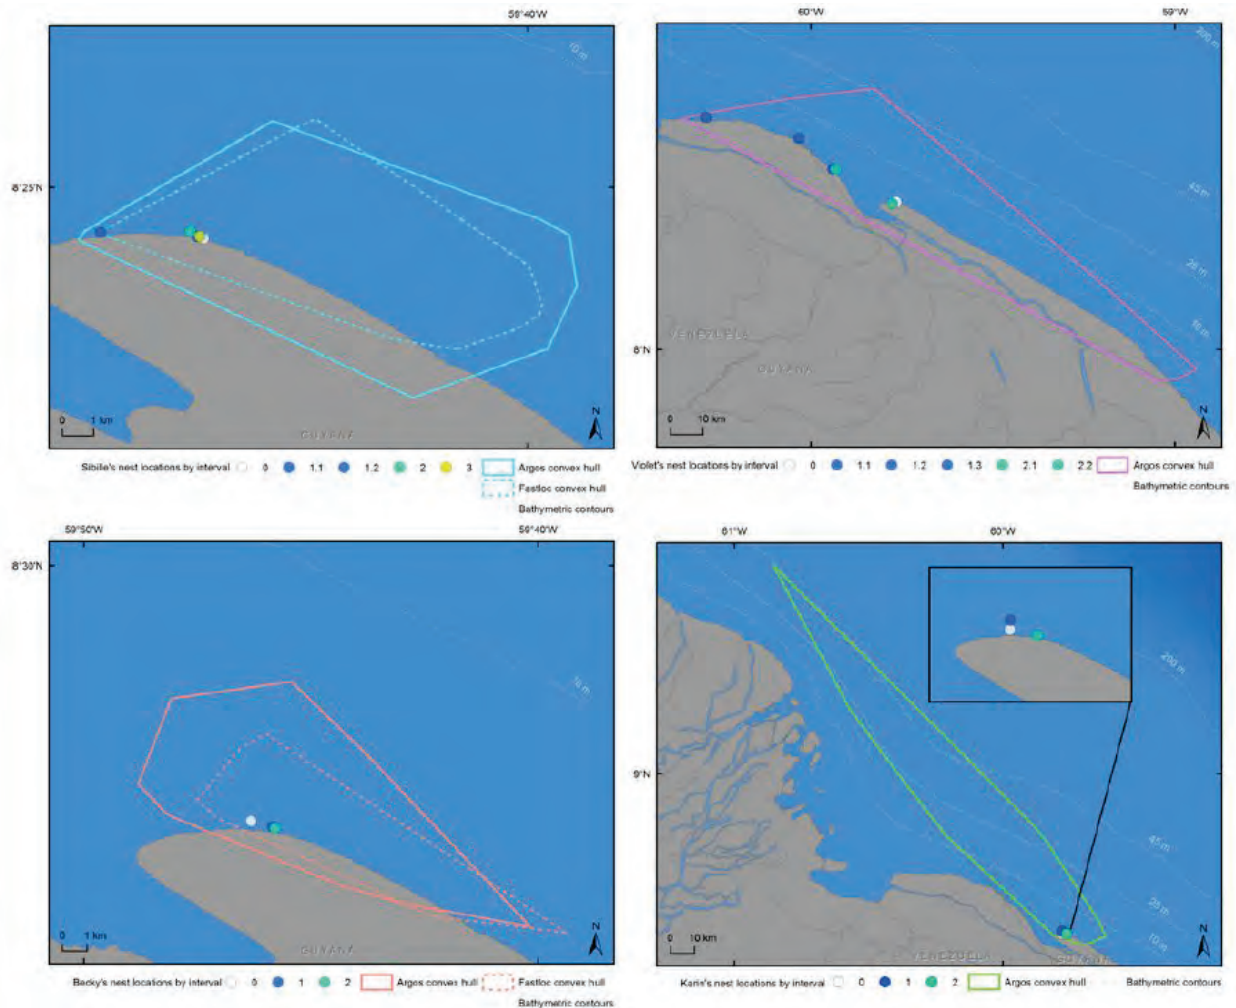 59°40'W
8°25'N
10 m
GUYANA
0 1 km
N
Sibille's nest locations by interval 0 1.1 1.2 2 3 Argos convex hull
Fastloc convex hull
Bathymetric contours
60°W 59°W
200 m
45 m
25 m
10 m
VENEZUELA
GUYANA
8°N
0 10 km
N
Violet's nest locations by interval 0 1.1 1.2 1.3 2.1 2.2 Argos convex hull
Bathymetric contours
59°50'W 59°40'W
8°30'N
10 m
GUYANA
0 1 km
N
Becky's nest locations by interval 0 1 2 Argos convex hull Fastloc convex hull
Bathymetric contours
61°W 60°W
200 m
9°N
45 m
25 m
10 m
0 10 km
VENEZUELA GUYANA
N
Karin's nest locations by interval 0 1 2 Argos convex hull Bathymetric contours